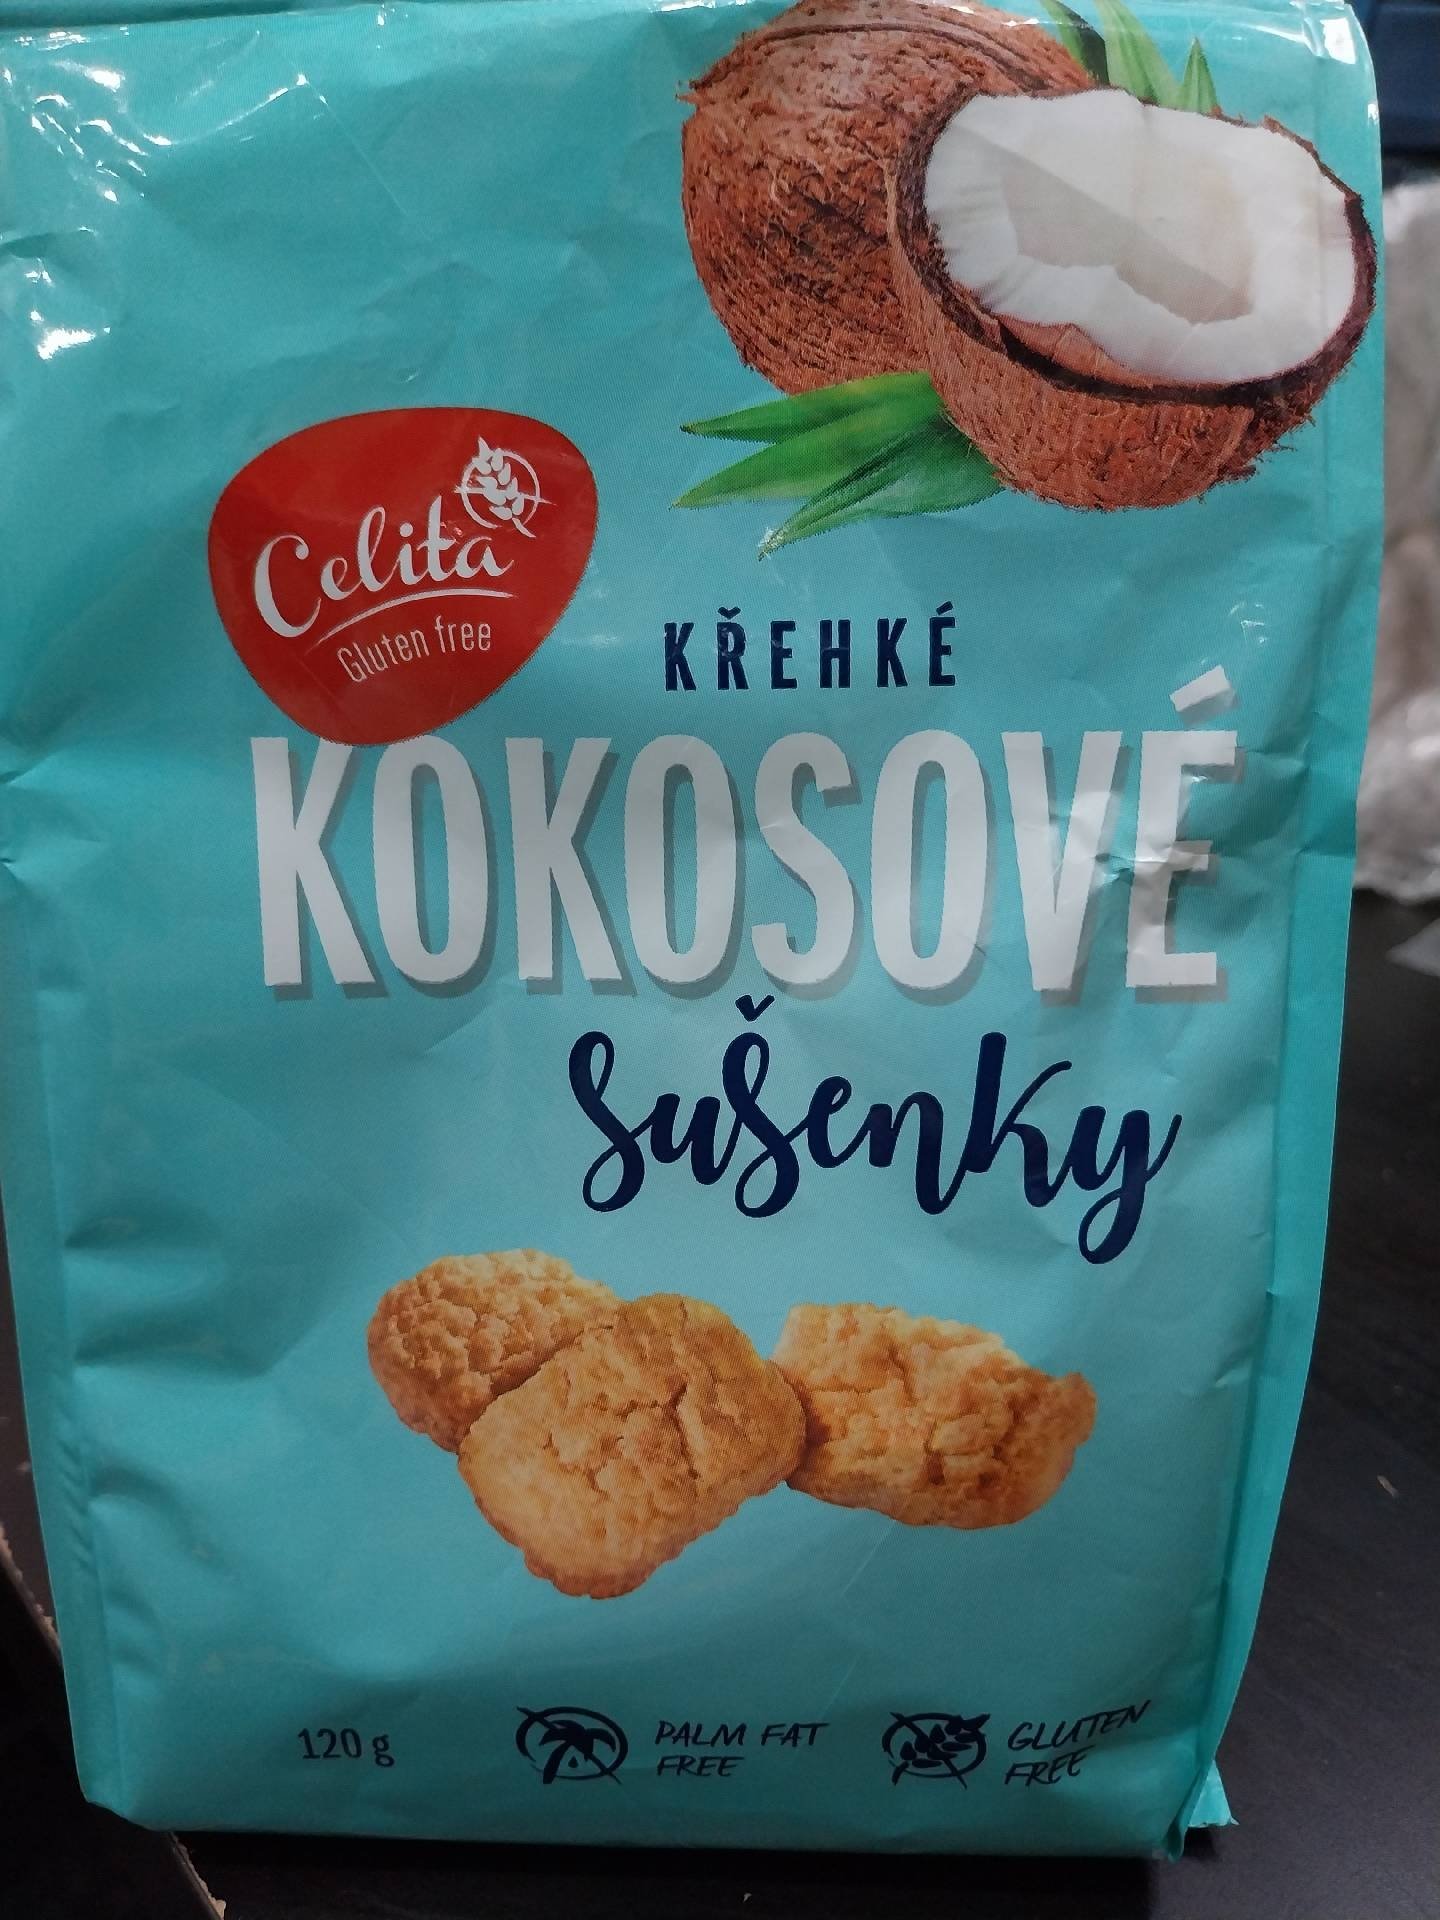 Celita
Gluten free
KŘEHKÉ
KOKOSOVÉ
Sušenky
120 g
PALM FAT
FREE
GLUTEN
FREE